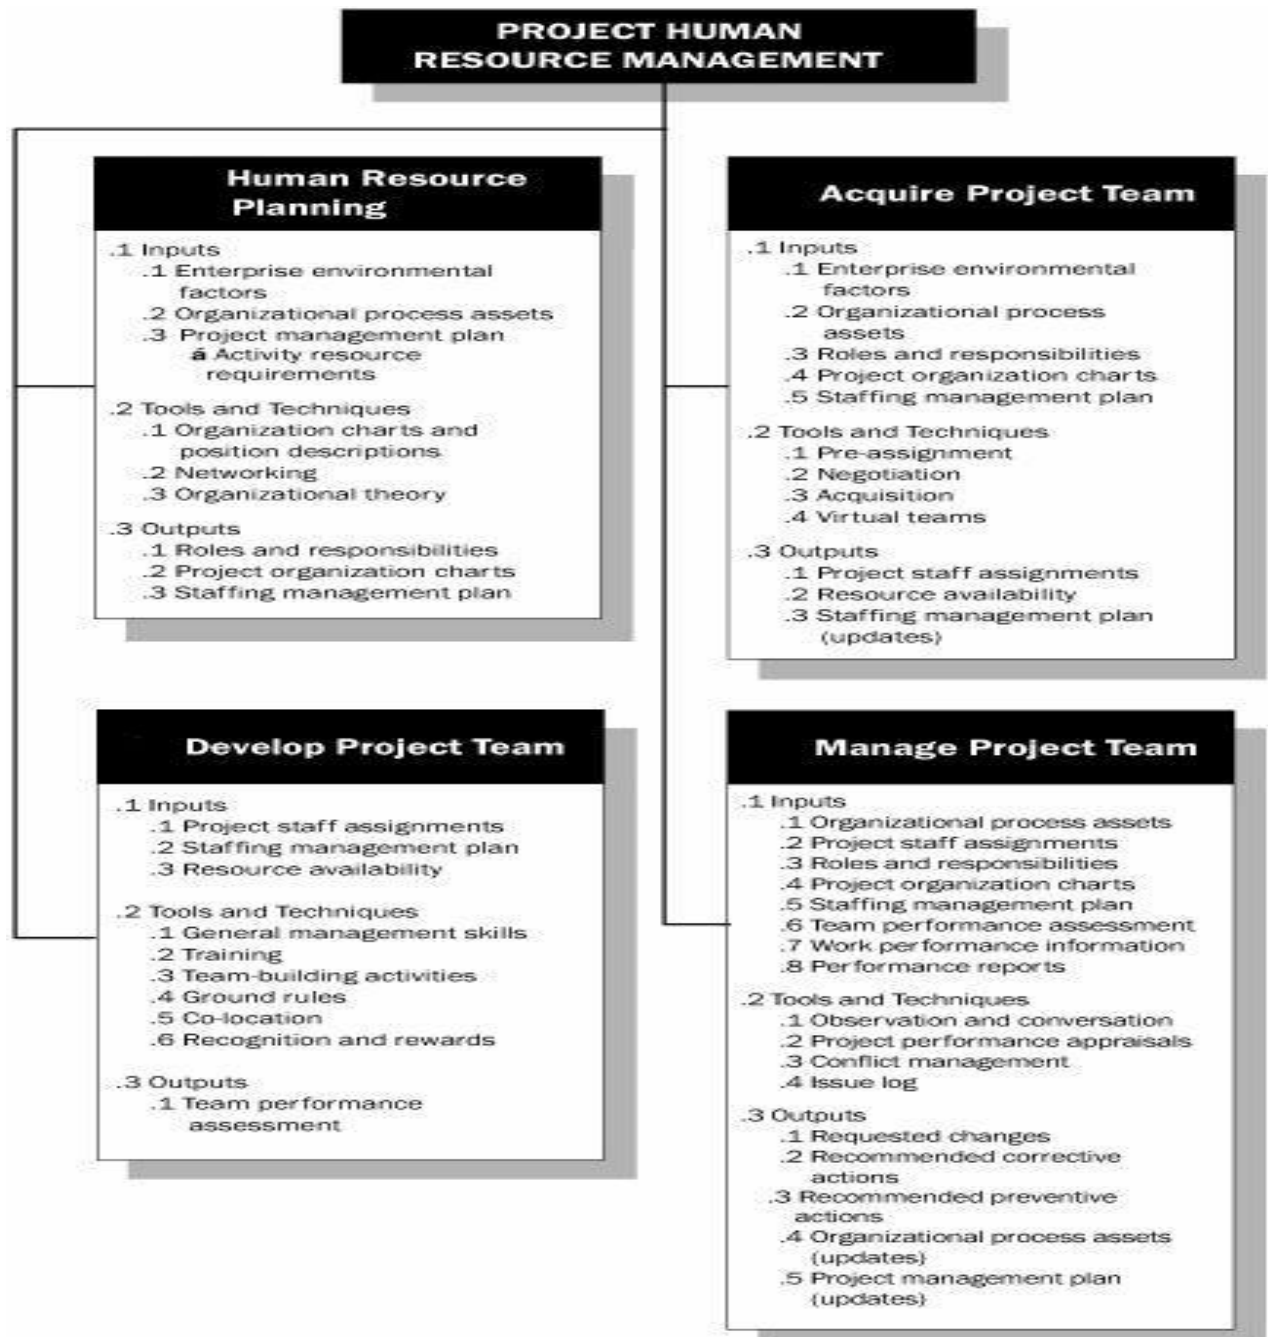 PROJECT HUMAN
RESOURCE MANAGEMENT
Human Resource
Planning
.1 Inputs
.1 Enterprise environmental
factors
.2 Organizational process assets
.3 Project management plan
á Activity resource
requirements
.2 Tools and Techniques
.1 Organization charts and
position descriptions
.2 Networking
.3 Organizational theory
.3 Outputs
.1 Roles and responsibilities
.2 Project organization charts
.3 Staffing management plan
Acquire Project Team
.1 Inputs
.1 Enterprise environmental
factors
.2 Organizational process
assets
.3 Roles and responsibilities
.4 Project organization charts
.5 Staffing management plan
.2 Tools and Techniques
.1 Pre-assignment
.2 Negotiation
.3 Acquisition
.4 Virtual teams
.3 Outputs
.1 Project staff assignments
.2 Resource availability
.3 Staffing management plan
(updates)
Develop Project Team
.1 Inputs
.1 Project staff assignments
.2 Staffing management plan
.3 Resource availability
.2 Tools and Techniques
.1 General management skills
.2 Training
.3 Team-building activities
.4 Ground rules
.5 Co-location
.6 Recognition and rewards
.3 Outputs
.1 Team performance
assessment
Manage Project Team
.1 Inputs
.1 Organizational process assets
.2 Project staff assignments
.3 Roles and responsibilities
.4 Project organization charts
.5 Staffing management plan
.6 Team performance assessment
.7 Work performance information
.8 Performance reports
.2 Tools and Techniques
.1 Observation and conversation
.2 Project performance appraisals
.3 Conflict management
.4 Issue log
.3 Outputs
.1 Requested changes
.2 Recommended corrective
actions
.3 Recommended preventive
actions
.4 Organizational process assets
(updates)
.5 Project management plan
(updates)